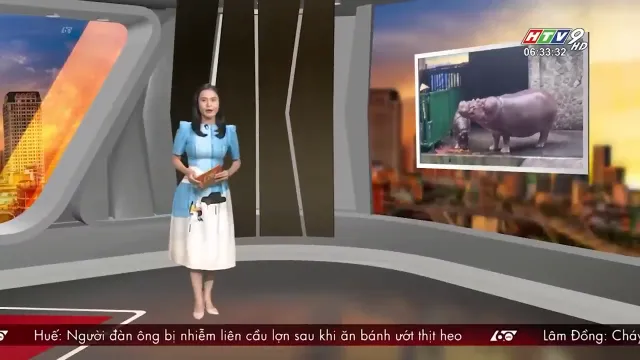 HTV9
HD
06:33:32
Huế: Người đàn ông bị nhiễm liên cầu lợn sau khi ăn bánh ướt thịt heo
60
Lâm Đồng: Cháy